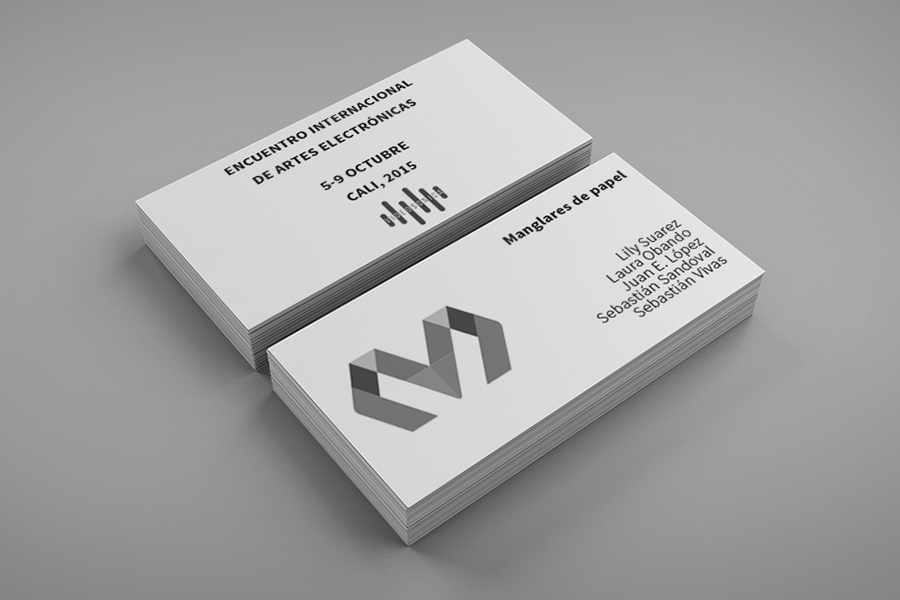 ENCUENTRO INTERNACIONAL
DE ARTES ELECTRÓNICAS
5-9 OCTUBRE
CALI, 2015
Manglares de papel
Lily Suarez
Laura Obando
Juan E. López
Sebastián Sandoval
Sebastián Vivas